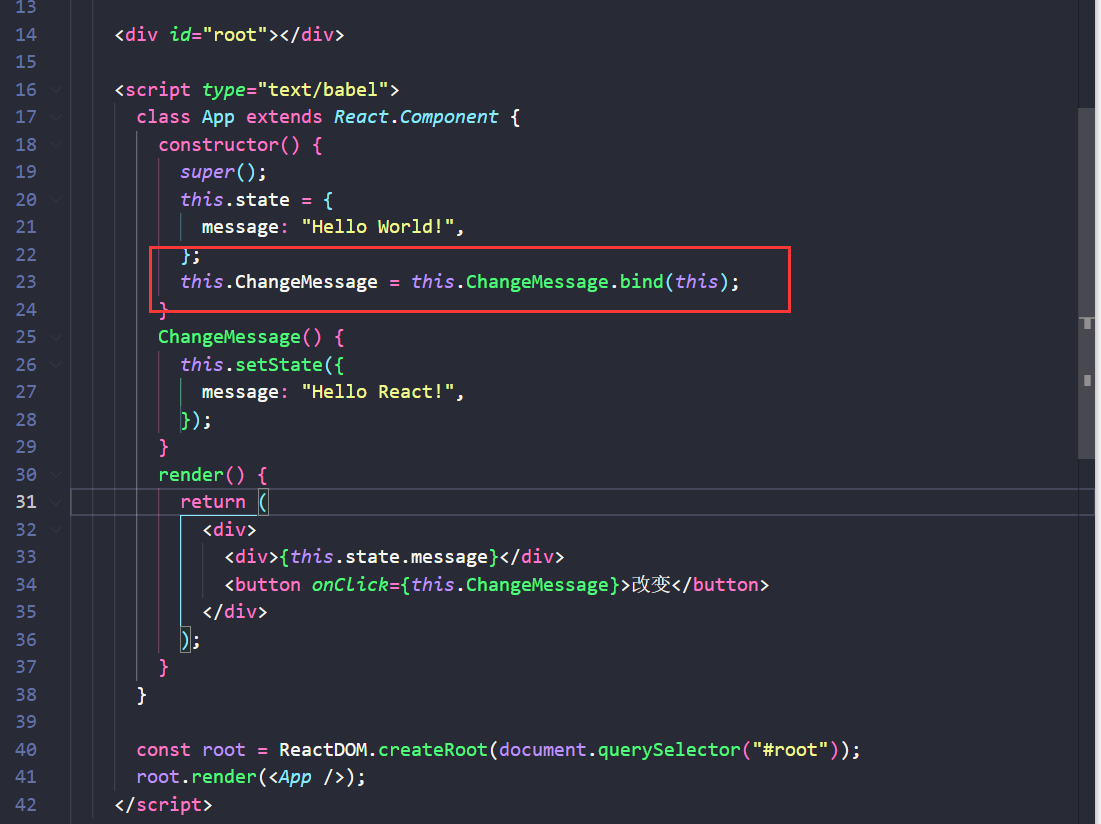 13
14 <div id="root"></div>
15
16 <script type="text/babel">
17 class App extends React.Component {
18 constructor() {
19 super();
20 this.state = {
21 message: "Hello World!",
22 };
23 this.ChangeMessage = this.ChangeMessage.bind(this);
24 }
25 ChangeMessage() {
26 this.setState({
27 message: "Hello React!",
28 });
29 }
30 render() {
31 return (
32 <div>
33 <div>{this.state.message}</div>
34 <button onClick={this.ChangeMessage}>改变</button>
35 </div>
36 );
37 }
38 }
39
40 const root = ReactDOM.createRoot(document.querySelector("#root"));
41 root.render(<App />);
42 </script>